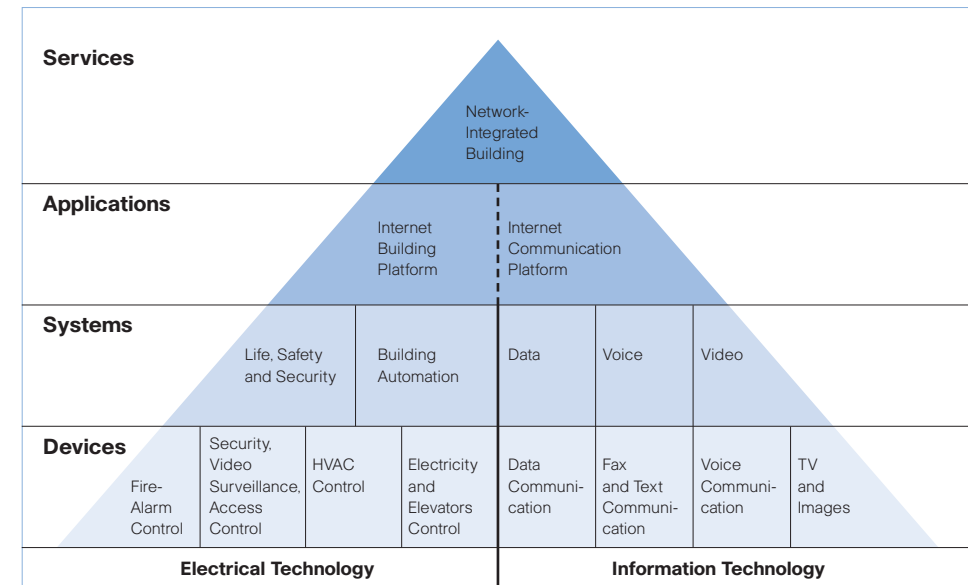 Services
Network-
Integrated
Building
Applications
Internet
Building
Platform
Internet
Communication
Platform
Systems
Life, Safety
and Security
Building
Automation
Data
Voice
Video
Devices
Fire-
Alarm
Control
Security,
Video
Surveillance,
Access
Control
HVAC
Control
Electricity
and
Elevators
Control
Data
Communi-
cation
Fax
and Text
Communi-
cation
Voice
Communi-
cation
TV
and
Images
Electrical Technology
Information Technology